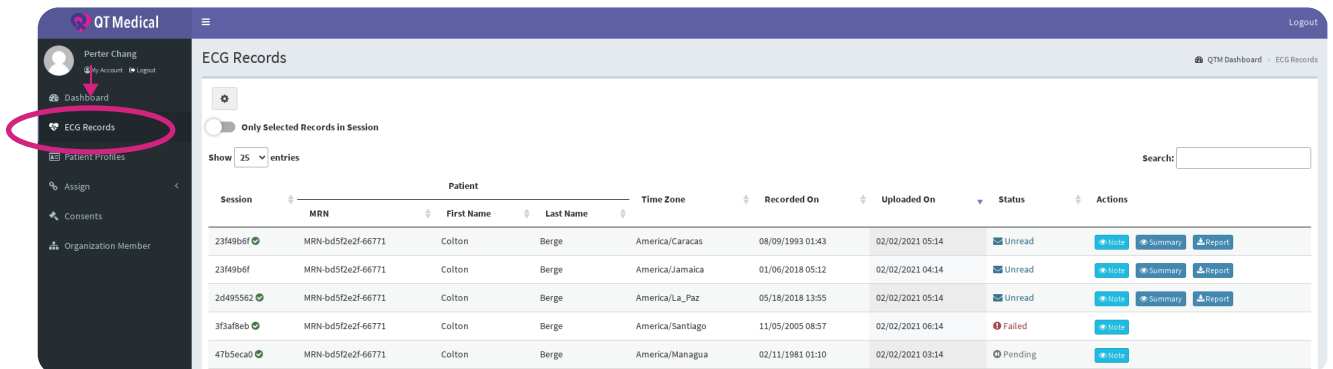 QT Medical
Logout
Perter Chang
My Account Logout
Dashboard
ECG Records
Patient Profiles
Assign
Consents
Organization Member
ECG Records
QTM Dashboard > ECG Records
Only Selected Records in Session
Show 25 entries
Search:
Patient
Session MRN First Name Last Name Time Zone Recorded On Uploaded On Status Actions
23f49b6f MRN-bd5f2e2f-66771 Colton Berge America/Caracas 08/09/1993 01:43 02/02/2021 05:14 Unread Note Summary Report
23f49b6f MRN-bd5f2e2f-66771 Colton Berge America/Jamaica 01/06/2018 05:12 02/02/2021 04:14 Unread Note Summary Report
2d495562 MRN-bd5f2e2f-66771 Colton Berge America/La_Paz 05/18/2018 13:55 02/02/2021 05:14 Unread Note Summary Report
3f3af8eb MRN-bd5f2e2f-66771 Colton Berge America/Santiago 11/05/2005 08:57 02/02/2021 06:14 Failed Note
47b5eca0 MRN-bd5f2e2f-66771 Colton Berge America/Managua 02/11/1981 01:10 02/02/2021 03:14 Pending Note